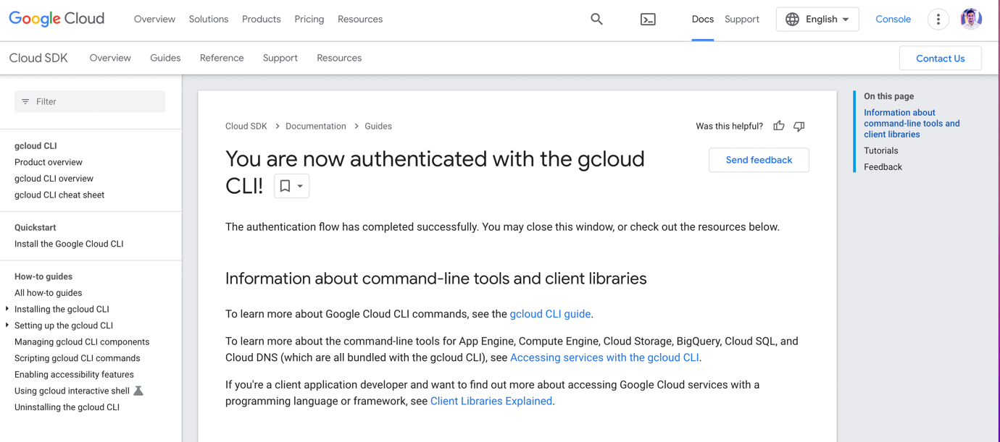 Google Cloud
Overview
Solutions
Products
Pricing
Resources
Docs
Support
English
Console
Cloud SDK
Overview
Guides
Reference
Support
Resources
Contact Us
Filter
gcloud CLI
Product overview
gcloud CLI overview
gcloud CLI cheat sheet
Quickstart
Install the Google Cloud CLI
How-to guides
All how-to guides
Installing the gcloud CLI
Setting up the gcloud CLI
Managing gcloud CLI components
Scripting gcloud CLI commands
Enabling accessibility features
Using gcloud interactive shell
Uninstalling the gcloud CLI
Cloud SDK > Documentation > Guides
Was this helpful?
You are now authenticated with the gcloud
CLI!
Send feedback
The authentication flow has completed successfully. You may close this window, or check out the resources below.
Information about command-line tools and client libraries
To learn more about Google Cloud CLI commands, see the gcloud CLI guide.
To learn more about the command-line tools for App Engine, Compute Engine, Cloud Storage, BigQuery, Cloud SQL, and
Cloud DNS (which are all bundled with the gcloud CLI), see Accessing services with the gcloud CLI.
If you're a client application developer and want to find out more about accessing Google Cloud services with a
programming language or framework, see Client Libraries Explained.
On this page
Information about
command-line tools and
client libraries
Tutorials
Feedback